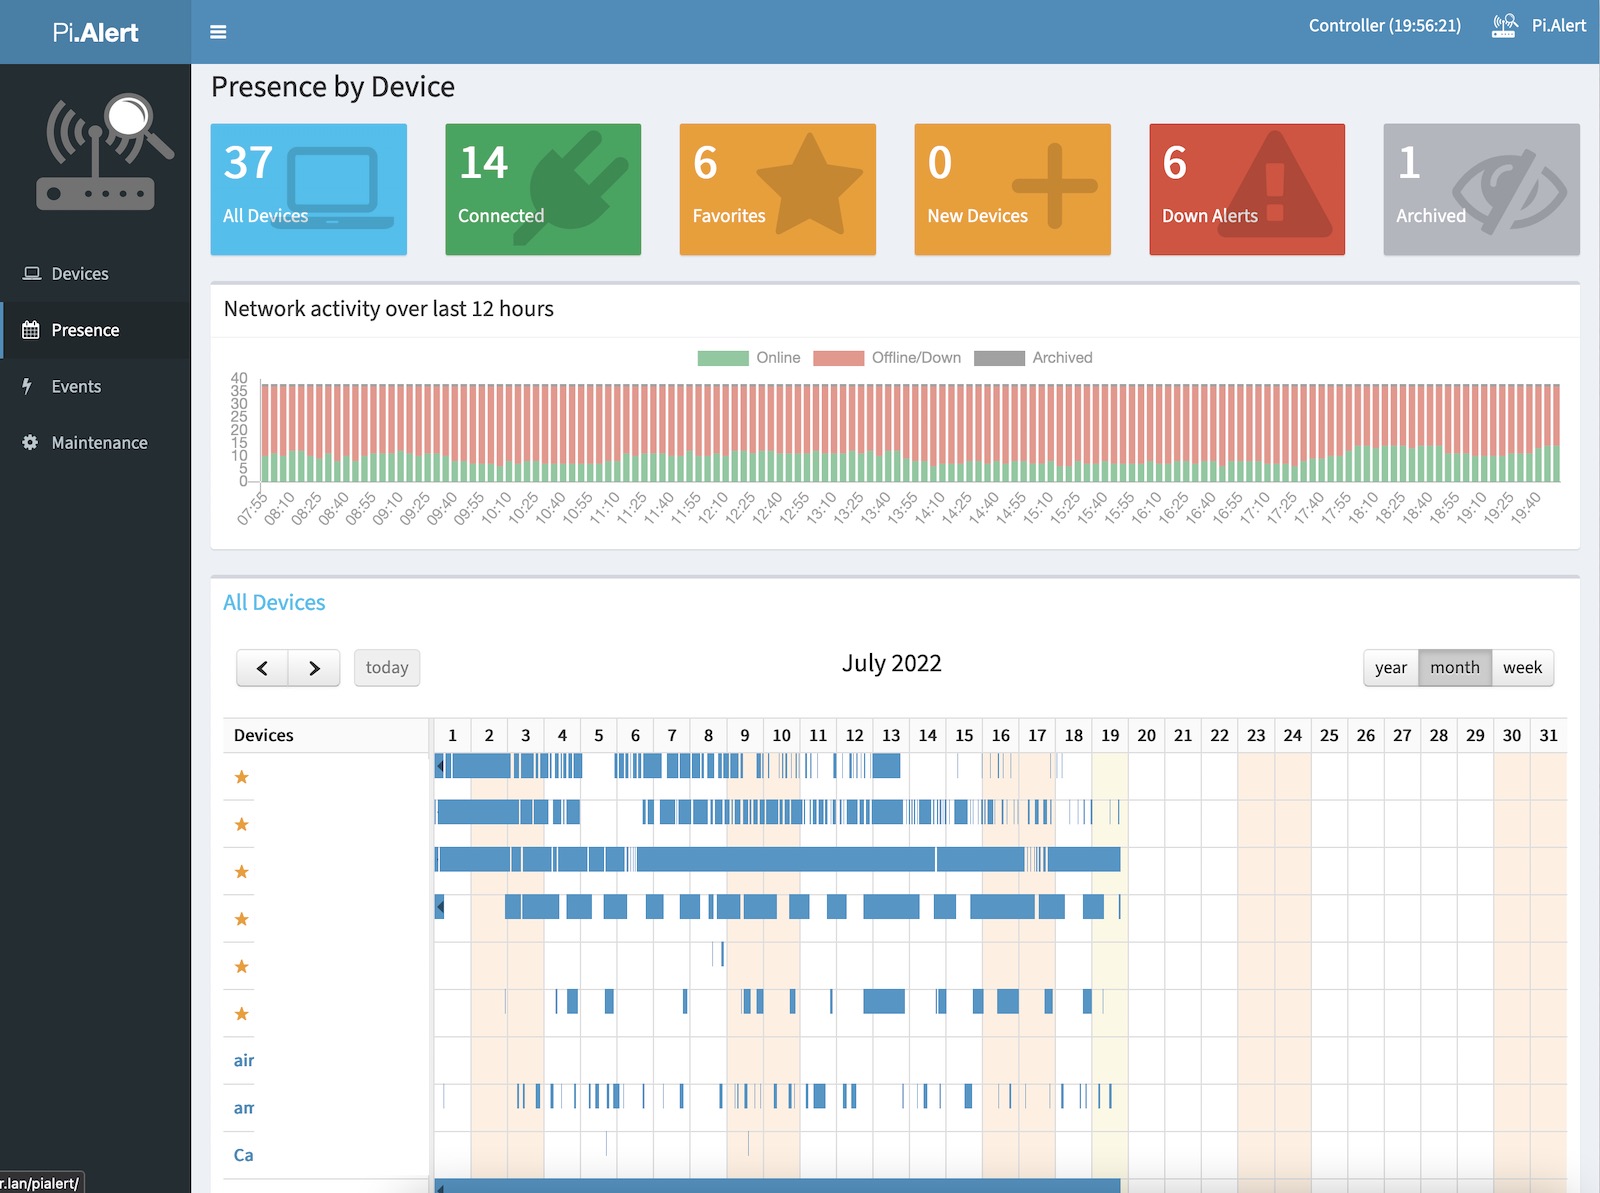 Pi.Alert
Controller (19:56:21)
Pi.Alert
Presence by Device
37
All Devices
14
Connected
6
Favorites
0
New Devices
6
Down Alerts
1
Archived
Devices
Presence
Events
Maintenance
Network activity over last 12 hours
Online Offline/Down Archived
40
35
30
25
20
15
10
5
0
07:55 08:10 08:25 08:40 08:55 09:10 09:25 09:40 09:55 10:10 10:25 10:40 10:55 11:10 11:25 11:40 11:55 12:10 12:25 12:40 12:55 13:10 13:25 13:40 13:55 14:10 14:25 14:40 14:55 15:10 15:25 15:40 15:55 16:10 16:25 16:40 16:55 17:10 17:25 17:40 17:55 18:10 18:25 18:40 18:55 19:10 19:25 19:40
All Devices
today
July 2022
year month week
Devices 1 2 3 4 5 6 7 8 9 10 11 12 13 14 15 16 17 18 19 20 21 22 23 24 25 26 27 28 29 30 31
air
am
Ca
r.lan/pialert/